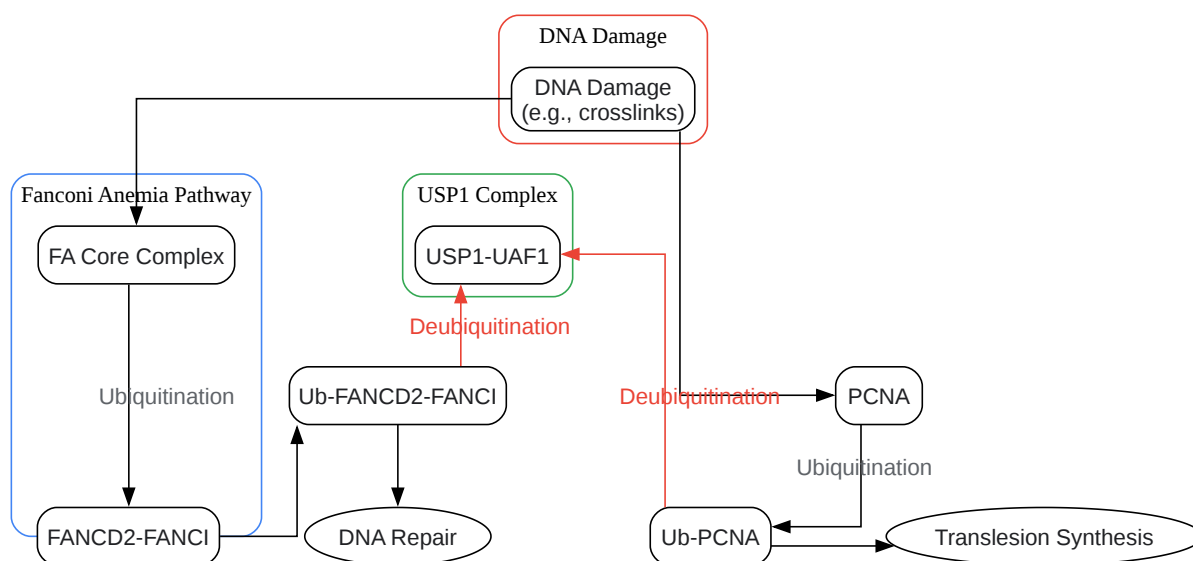 DNA Damage
DNA Damage
(e.g., crosslinks)
Fanconi Anemia Pathway
USP1 Complex
FA Core Complex
USP1-UAF1
Deubiquitination
Ubiquitination
Ub-FANCD2-FANCI
Deubiquitination
PCNA
Ubiquitination
FANCD2-FANCI
DNA Repair
Ub-PCNA
Translesion Synthesis